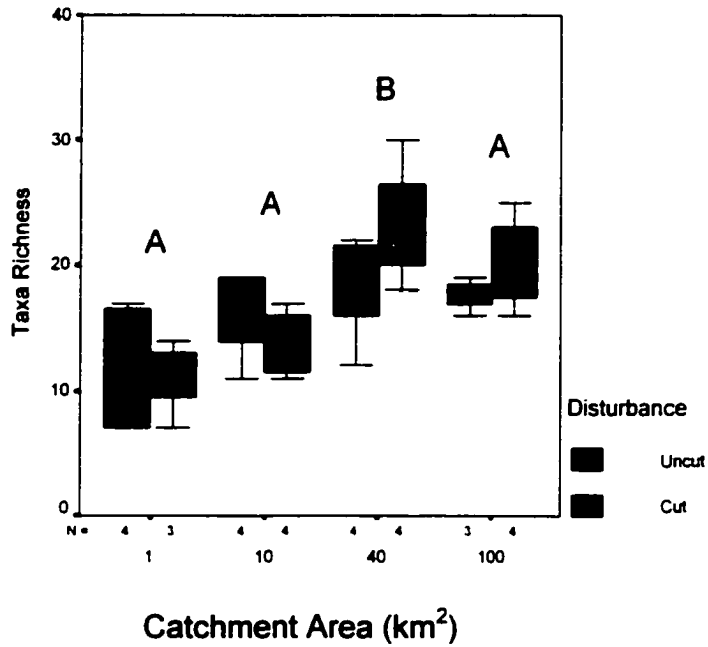 40
B
30
A
A
A
Taxa Richness
20
10
0
Disturbance
Uncut
Cut
N = 4 3 4 4 4 4 3 4
1 10 40 100
Catchment Area (km²)